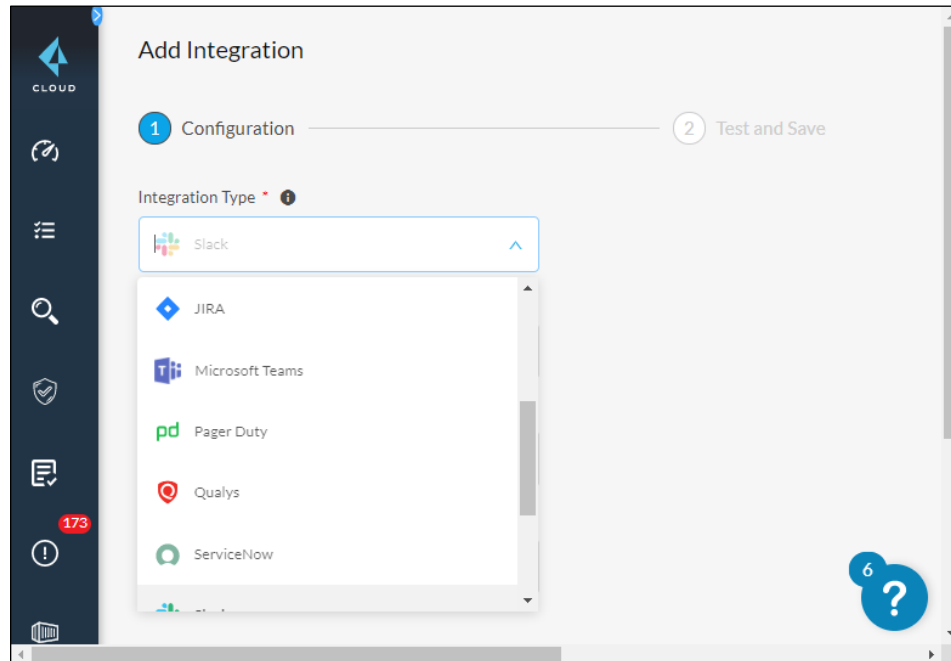 CLOUD
Add Integration
1 Configuration
2 Test and Save
Integration Type *
Slack
JIRA
Microsoft Teams
pd Pager Duty
Qualys
ServiceNow
173
6
?